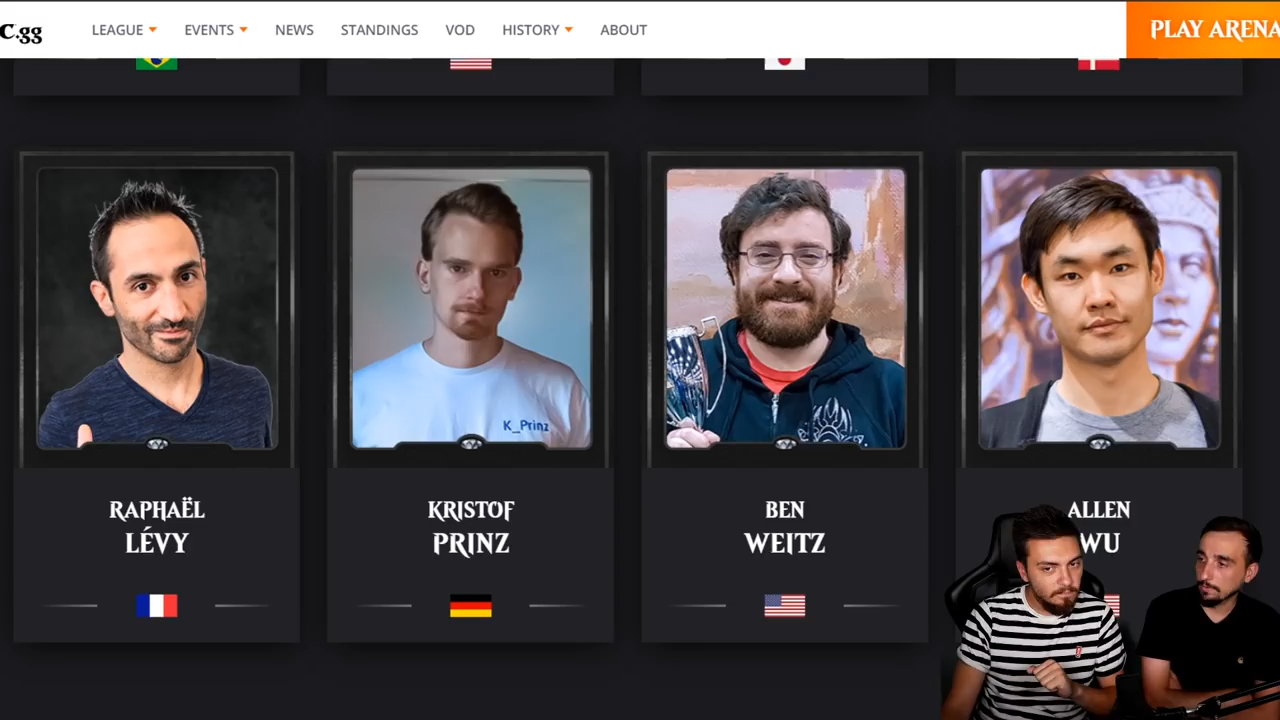 C.gg
LEAGUE
EVENTS
NEWS
STANDINGS
VOD
HISTORY
ABOUT
PLAY ARENA
K_Prinz
RAPHAËL
LÉVY
KRISTOF
PRINZ
BEN
WEITZ
ALLEN
WU